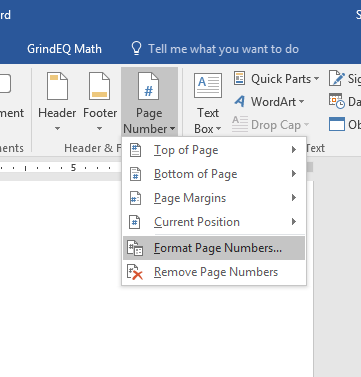 rd
S
GrindEQ Math
Tell me what you want to do
ment
Header
Footer
Page
Number
Text
Box
Quick Parts
WordArt
Drop Cap
Sig
Da
Ob
Header & F
Text
5
Top of Page
Bottom of Page
Page Margins
Current Position
Format Page Numbers...
Remove Page Numbers